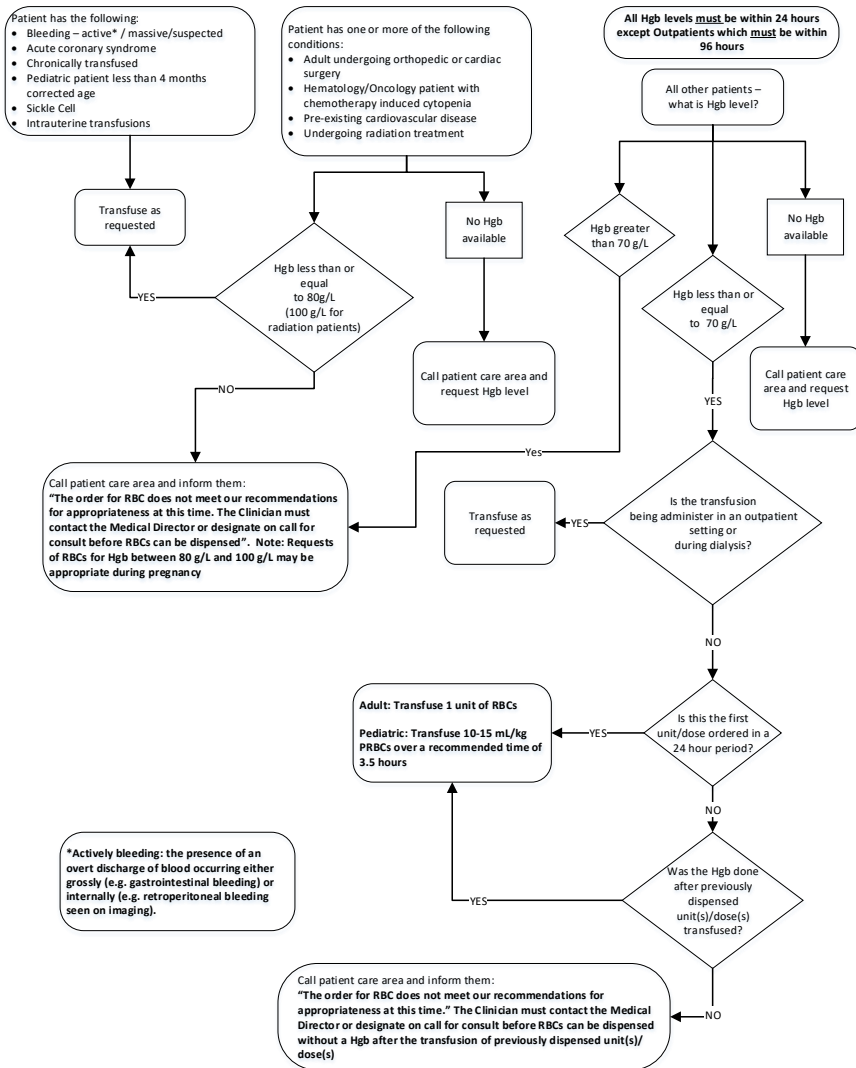 Patient has the following:
• Bleeding – active* / massive/suspected
• Acute coronary syndrome
• Chronically transfused
• Pediatric patient less than 4 months
corrected age
• Sickle Cell
• Intrauterine transfusions
Patient has one or more of the following
conditions:
• Adult undergoing orthopedic or cardiac
surgery
• Hematology/Oncology patient with
chemotherapy induced cytopenia
• Pre-existing cardiovascular disease
• Undergoing radiation treatment
All Hgb levels must be within 24 hours
except Outpatients which must be within
96 hours
All other patients –
what is Hgb level?
Transfuse as
requested
No Hgb
available
Hgb greater
than 70 g/L
No Hgb
available
YES
Hgb less than or
equal
to 80g/L
(100 g/L for
radiation patients)
Hgb less than or
equal
to 70 g/L
Call patient care area and
request Hgb level
Call patient care
area and request
Hgb level
NO
YES
Yes
Call patient care area and inform them:
“The order for RBC does not meet our recommendations
for appropriateness at this time. The Clinician must
contact the Medical Director or designate on call for
consult before RBCs can be dispensed”. Note: Requests
of RBCs for Hgb between 80 g/L and 100 g/L may be
appropriate during pregnancy
Transfuse as
requested
YES
Is the transfusion
being administer in an outpatient
setting or
during dialysis?
NO
Adult: Transfuse 1 unit of RBCs
Pediatric: Transfuse 10-15 mL/kg
PRBCs over a recommended time of
3.5 hours
YES
Is this the first
unit/dose ordered in a
24 hour period?
NO
*Actively bleeding: the presence of an
overt discharge of blood occurring either
grossly (e.g. gastrointestinal bleeding) or
internally (e.g. retroperitoneal bleeding
seen on imaging).
YES
Was the Hgb done
after previously
dispensed
unit(s)/dose(s)
transfused?
NO
Call patient care area and inform them:
“The order for RBC does not meet our recommendations for
appropriateness at this time.” The Clinician must contact the Medical
Director or designate on call for consult before RBCs can be dispensed
without a Hgb after the transfusion of previously dispensed unit(s)/
dose(s)